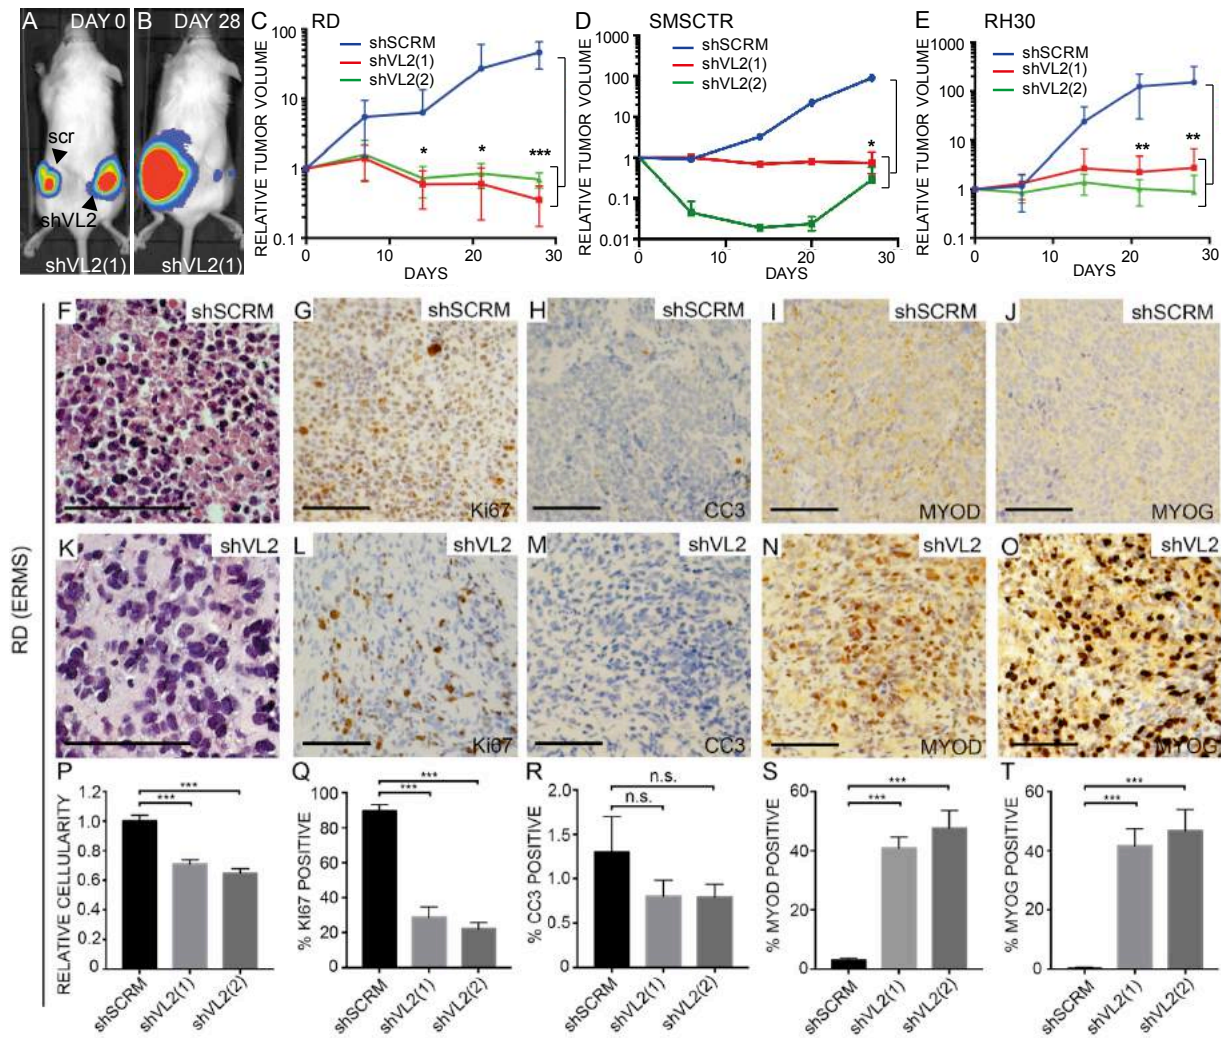 A DAY 0
scr
shVL2
shVL2(1)
B DAY 28
shVL2(1)
C RD
shSCRM
shVL2(1)
shVL2(2)
RELATIVE TUMOR VOLUME
100
10
1
0.1
* * ***
0 10 20 30
DAYS
D SMSCTR
shSCRM
shVL2(1)
shVL2(2)
RELATIVE TUMOR VOLUME
1000
100
10
1
0.1
0.01
*
0 10 20 30
DAYS
E RH30
shSCRM
shVL2(1)
shVL2(2)
RELATIVE TUMOR VOLUME
1000
100
10
1
0.1
** **
0 10 20 30
DAYS
RD (ERMS)
F shSCRM
G shSCRM
Ki67
H shSCRM
CC3
I shSCRM
MYOD
J shSCRM
MYOG
K shVL2
L shVL2
Ki67
M shVL2
CC3
N shVL2
MYOD
O shVL2
MYOG
P
RELATIVE CELLULARITY
1.2
1.0
0.8
0.6
0.4
0.2
0
***
***
shSCRM
shVL2(1)
shVL2(2)
Q
% KI67 POSITIVE
100
80
60
40
20
0
***
***
shSCRM
shVL2(1)
shVL2(2)
R
% CC3 POSITIVE
2.0
1.5
1.0
0.5
0
n.s.
n.s.
shSCRM
shVL2(1)
shVL2(2)
S
% MYOD POSITIVE
60
40
20
0
***
***
shSCRM
shVL2(1)
shVL2(2)
T
% MYOG POSITIVE
60
40
20
0
***
***
shSCRM
shVL2(1)
shVL2(2)